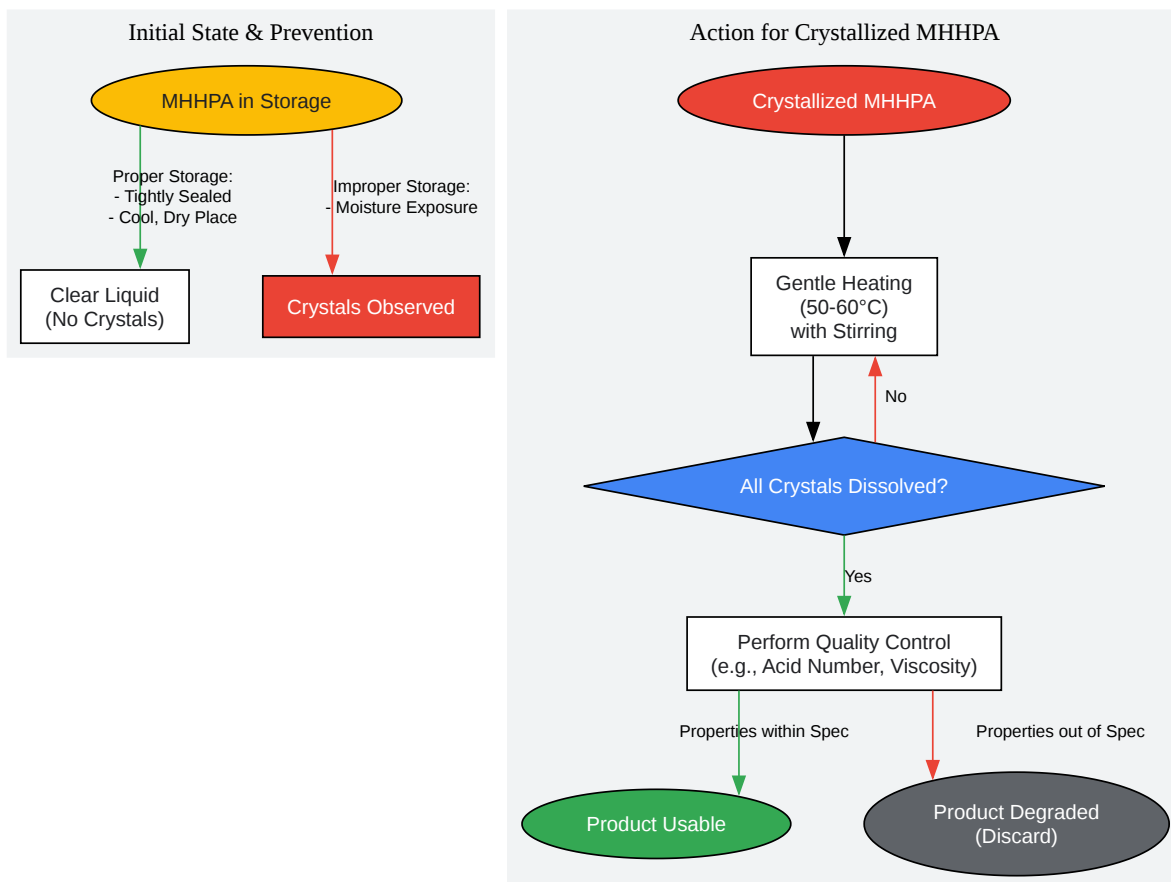 Initial State & Prevention
MHHPA in Storage
Proper Storage:
- Tightly Sealed
- Cool, Dry Place
Improper Storage:
- Moisture Exposure
Clear Liquid
(No Crystals)
Crystals Observed
Action for Crystallized MHHPA
Crystallized MHHPA
Gentle Heating
(50-60°C)
with Stirring
No
All Crystals Dissolved?
Yes
Perform Quality Control
(e.g., Acid Number, Viscosity)
Properties within Spec
Properties out of Spec
Product Usable
Product Degraded
(Discard)